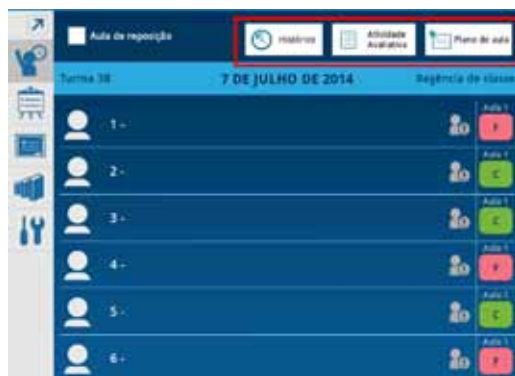 Aula de reposição
Histórico
Atividade Avaliativa
Plano de aula
Turma 3B 7 DE JULHO DE 2014 Regência de classe
Aula 1
1 - F
Aula 1
2 - C
Aula 1
3 - C
Aula 1
4 - F
Aula 1
5 - C
Aula 1
6 - F